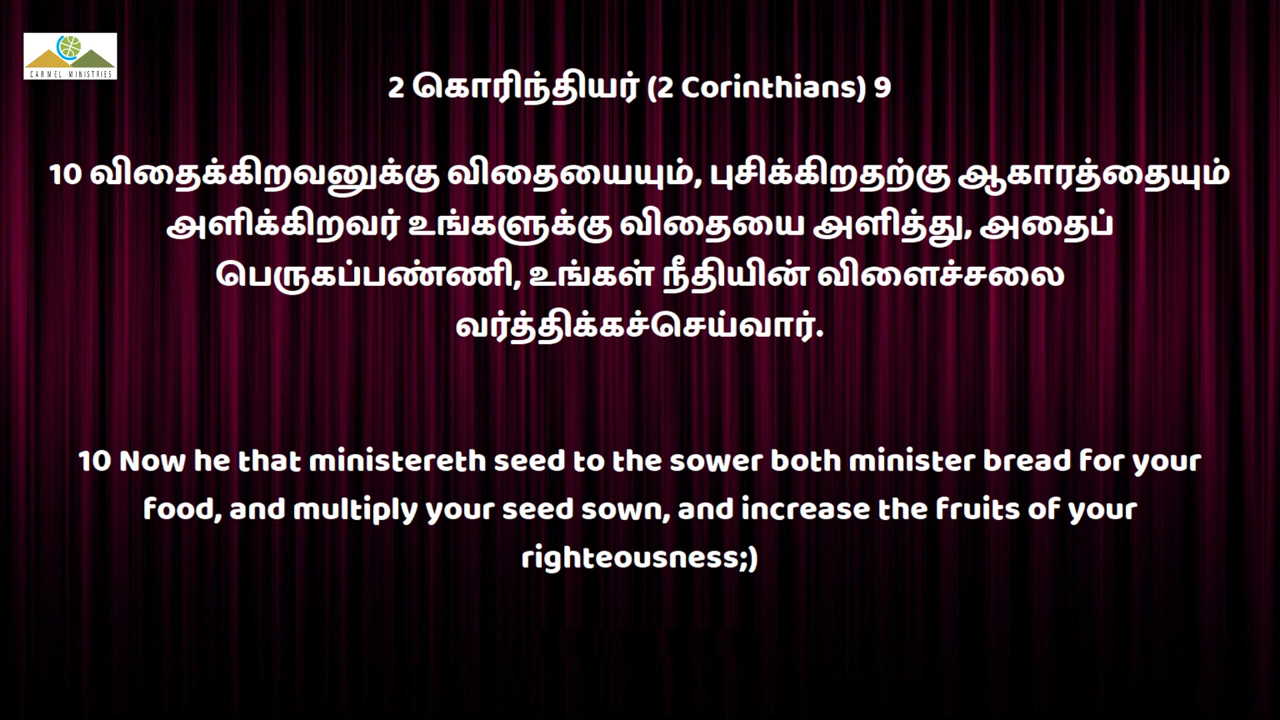 CARMEL MINISTRIES
2 கொரிந்தியர் (2 Corinthians) 9
10 விதைக்கிறவனுக்கு விதையையும், புசிக்கிறதற்கு ஆகாரத்தையும்
அளிக்கிறவர் உங்களுக்கு விதையை அளித்து, அதைப்
பெருகப்பண்ணி, உங்கள் நீதியின் விளைச்சலை
வர்த்திக்கச்செய்வார்.
10 Now he that ministereth seed to the sower both minister bread for your
food, and multiply your seed sown, and increase the fruits of your
righteousness;)